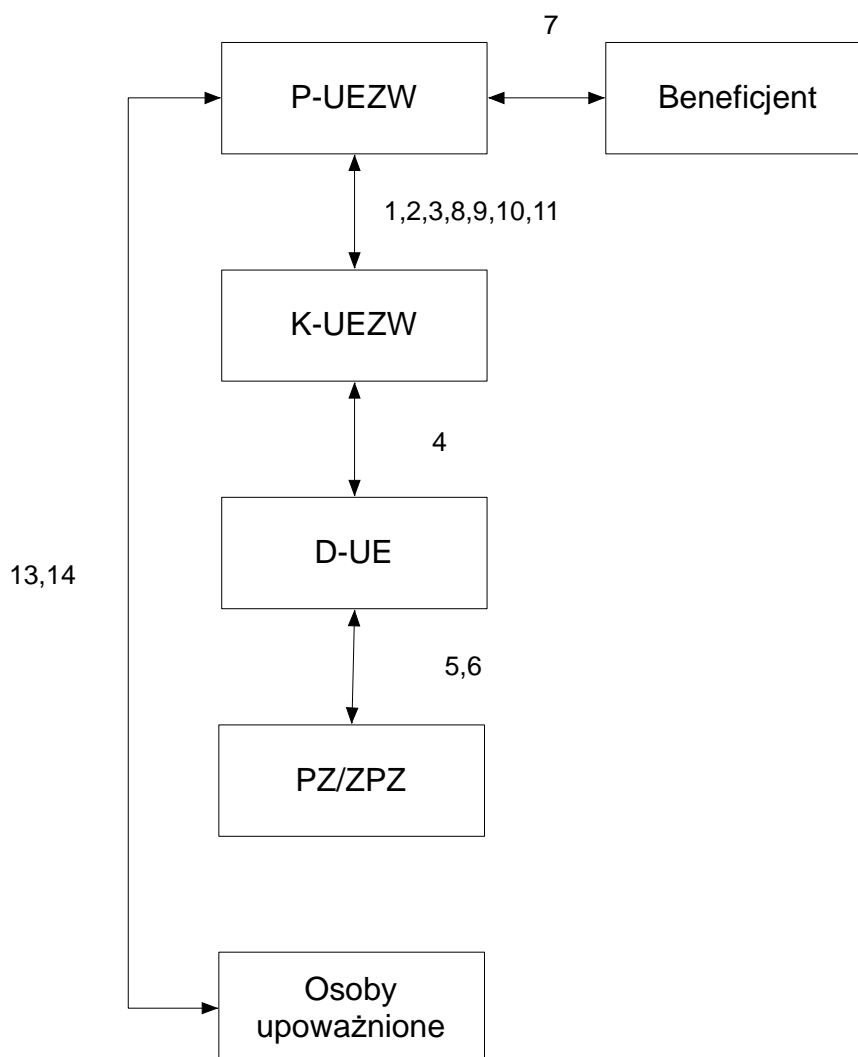 7
P-UEZW
Beneficjent
1,2,3,8,9,10,11
K-UEZW
4
D-UE
13,14
5,6
PZ/ZPZ
Osoby
upoważnione